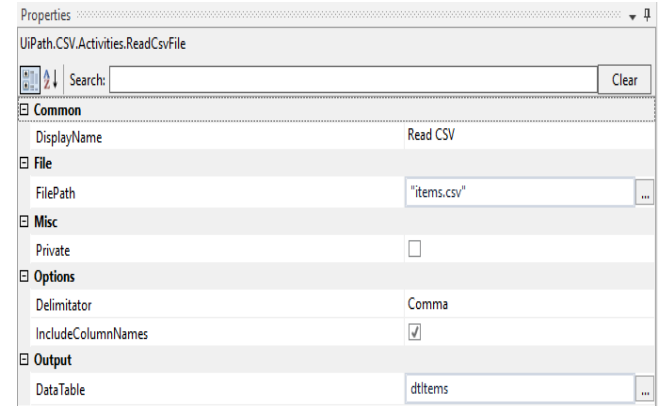 Properties
UiPath.CSV.Activities.ReadCsvFile
Search: Clear
Common
DisplayName Read CSV
File
FilePath "items.csv" ...
Misc
Private
Options
Delimitator Comma
IncludeColumnNames
Output
DataTable dtItems ...